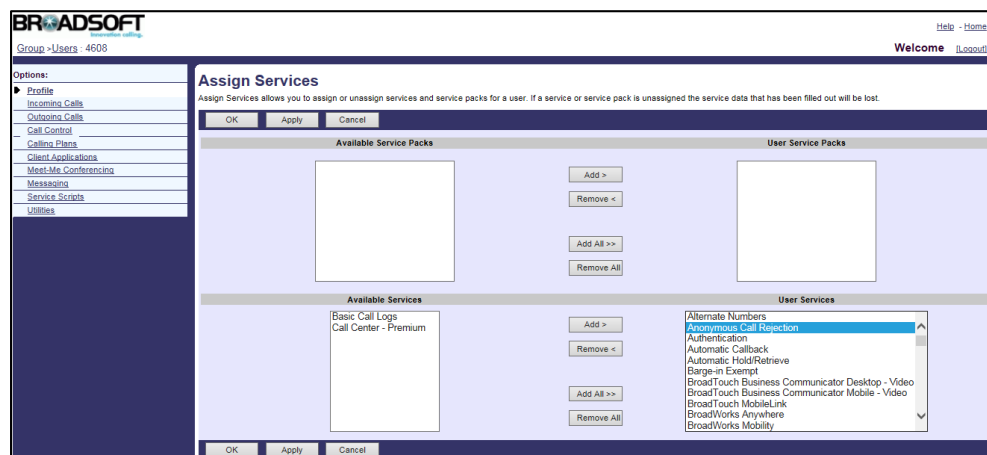 BROADSOFT
innovation calling.
Help - Home
Group >Users : 4608
Welcome [Logout]
Options:
Profile
Incoming Calls
Outgoing Calls
Call Control
Calling Plans
Client Applications
Meet-Me Conferencing
Messaging
Service Scripts
Utilities
Assign Services
Assign Services allows you to assign or unassign services and service packs for a user. If a service or service pack is unassigned the service data that has been filled out will be lost.
OK Apply Cancel
Available Service Packs
User Service Packs
Add >
Remove <
Add All >>
Remove All
Available Services
User Services
Basic Call Logs
Call Center - Premium
Add >
Remove <
Add All >>
Remove All
Alternate Numbers
Anonymous Call Rejection
Authentication
Automatic Callback
Automatic Hold/Retrieve
Barge-in Exempt
BroadTouch Business Communicator Desktop - Video
BroadTouch Business Communicator Mobile - Video
BroadTouch MobileLink
BroadWorks Anywhere
BroadWorks Mobility
OK Apply Cancel